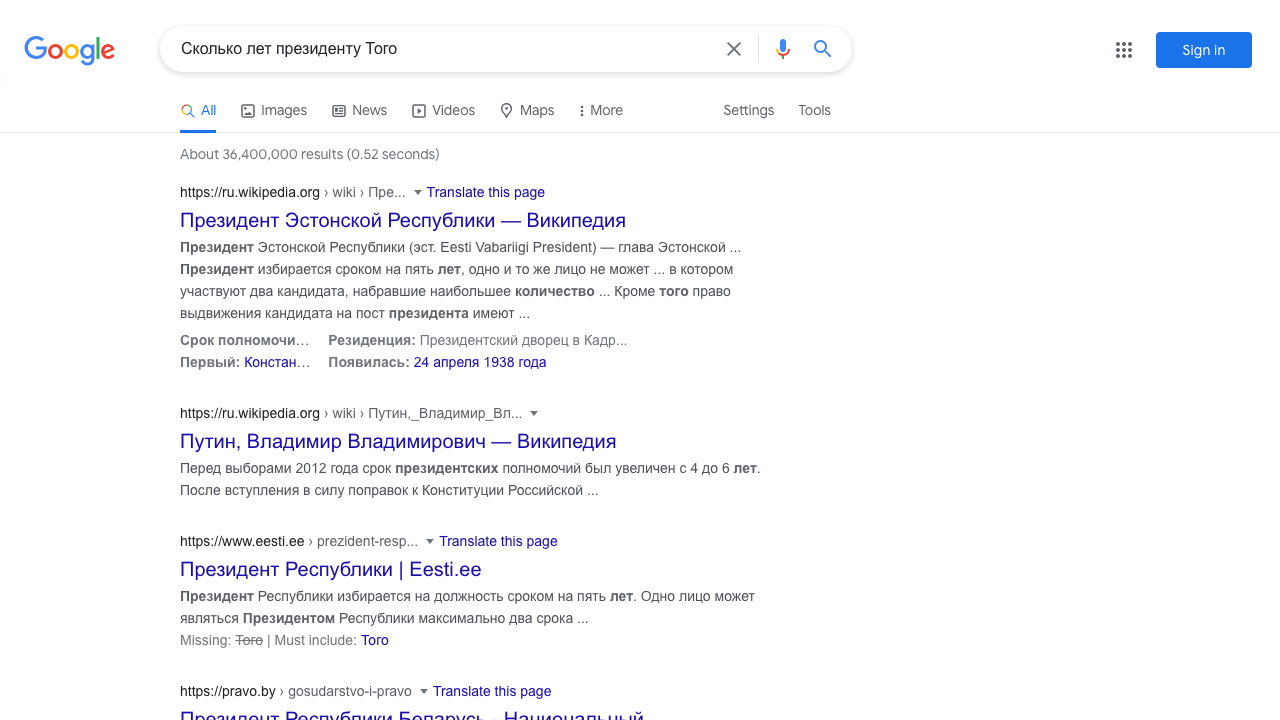 Google
Сколько лет президенту Того
Sign in
All Images News Videos Maps More Settings Tools
About 36,400,000 results (0.52 seconds)
https://ru.wikipedia.org › wiki › Пре... Translate this page
Президент Эстонской Республики — Википедия
Президент Эстонской Республики (эст. Eesti Vabariigi President) — глава Эстонской ...
Президент избирается сроком на пять лет, одно и то же лицо не может ... в котором
участвуют два кандидата, набравшие наибольшее количество ... Кроме того право
выдвижения кандидата на пост президента имеют ...
Срок полномочи... Резиденция: Президентский дворец в Кадр...
Первый: Констан... Появилась: 24 апреля 1938 года
https://ru.wikipedia.org › wiki › Путин,_Владимир_Вл...
Путин, Владимир Владимирович — Википедия
Перед выборами 2012 года срок президентских полномочий был увеличен с 4 до 6 лет.
После вступления в силу поправок к Конституции Российской ...
https://www.eesti.ee › prezident-resp... Translate this page
Президент Республики | Eesti.ee
Президент Республики избирается на должность сроком на пять лет. Одно лицо может
являться Президентом Республики максимально два срока ...
Missing: Того | Must include: Того
https://pravo.by › gosudarstvo-i-pravo Translate this page
Президент Республики Беларусь - Национальный